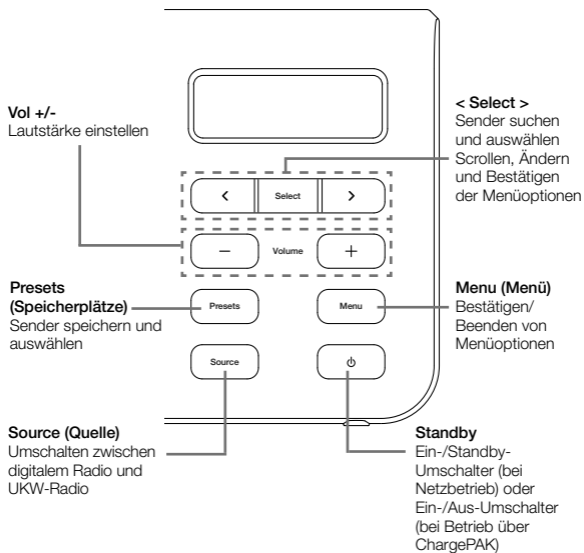 Vol +/-
Lautstärke einstellen
< Select >
Sender suchen
und auswählen
Scrollen, Ändern
und Bestätigen
der Menüoptionen
< Select >
− Volume +
Presets
(Speicherplätze)
Sender speichern und
auswählen
Presets Menu
Menu (Menü)
Bestätigen/
Beenden von
Menüoptionen
Source
Source (Quelle)
Umschalten zwischen
digitalem Radio und
UKW-Radio
Standby
Ein-/Standby-
Umschalter (bei
Netzbetrieb) oder
Ein-/Aus-Umschalter
(bei Betrieb über
ChargePAK)